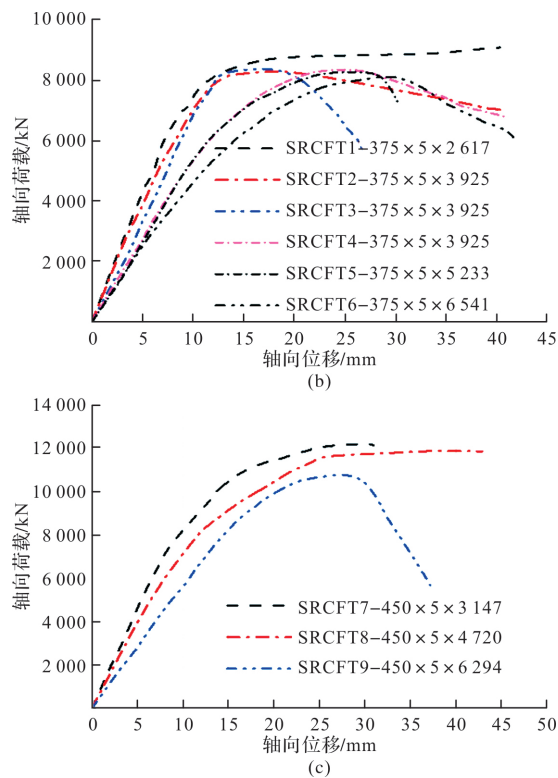 10 000
8 000
6 000
4 000
2 000
轴向荷载/kN
SRCFT1-375×5×2 617
SRCFT2-375×5×3 925
SRCFT3-375×5×3 925
SRCFT4-375×5×3 925
SRCFT5-375×5×5 233
SRCFT6-375×5×6 541
0 5 10 15 20 25 30 35 40 45
轴向位移/mm
(b)
14 000
12 000
10 000
8 000
6 000
4 000
2 000
轴向荷载/kN
SRCFT7-450×5×3 147
SRCFT8-450×5×4 720
SRCFT9-450×5×6 294
0 5 10 15 20 25 30 35 40 45 50
轴向位移/mm
(c)